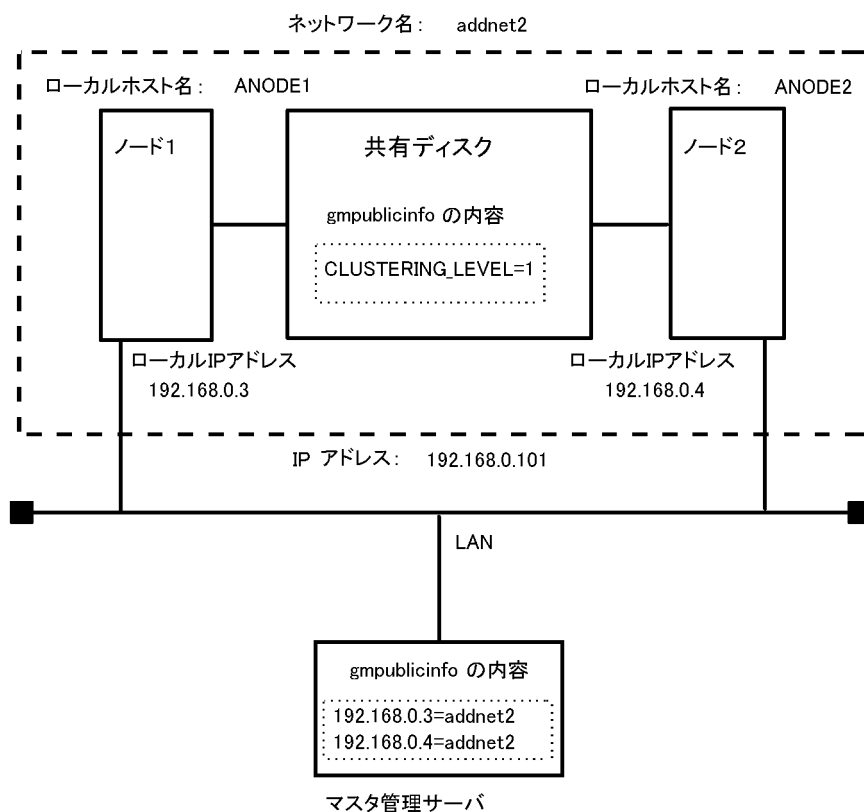 ネットワーク名： addnet2
ローカルホスト名： ANODE1
ローカルホスト名： ANODE2
ノード1
共有ディスク
ノード2
gmpublicinfo の内容
CLUSTERING_LEVEL=1
ローカルIPアドレス
192.168.0.3
ローカルIPアドレス
192.168.0.4
IP アドレス： 192.168.0.101
LAN
gmpublicinfo の内容
192.168.0.3=addnet2
192.168.0.4=addnet2
マスタ管理サーバ